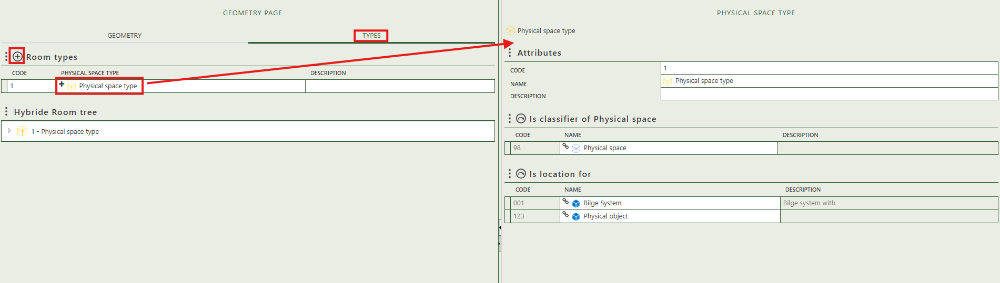 GEOMETRY PAGE
GEOMETRY
TYPES
Room types
CODE PHYSICAL SPACE TYPE DESCRIPTION
1 Physical space type
Hybride Room tree
1 - Physical space type
PHYSICAL SPACE TYPE
Physical space type
Attributes
CODE 1
NAME Physical space type
DESCRIPTION
Is classifier of Physical space
CODE NAME DESCRIPTION
98 Physical space
Is location for
CODE NAME DESCRIPTION
001 Bilge System Bilge system with
123 Physical object